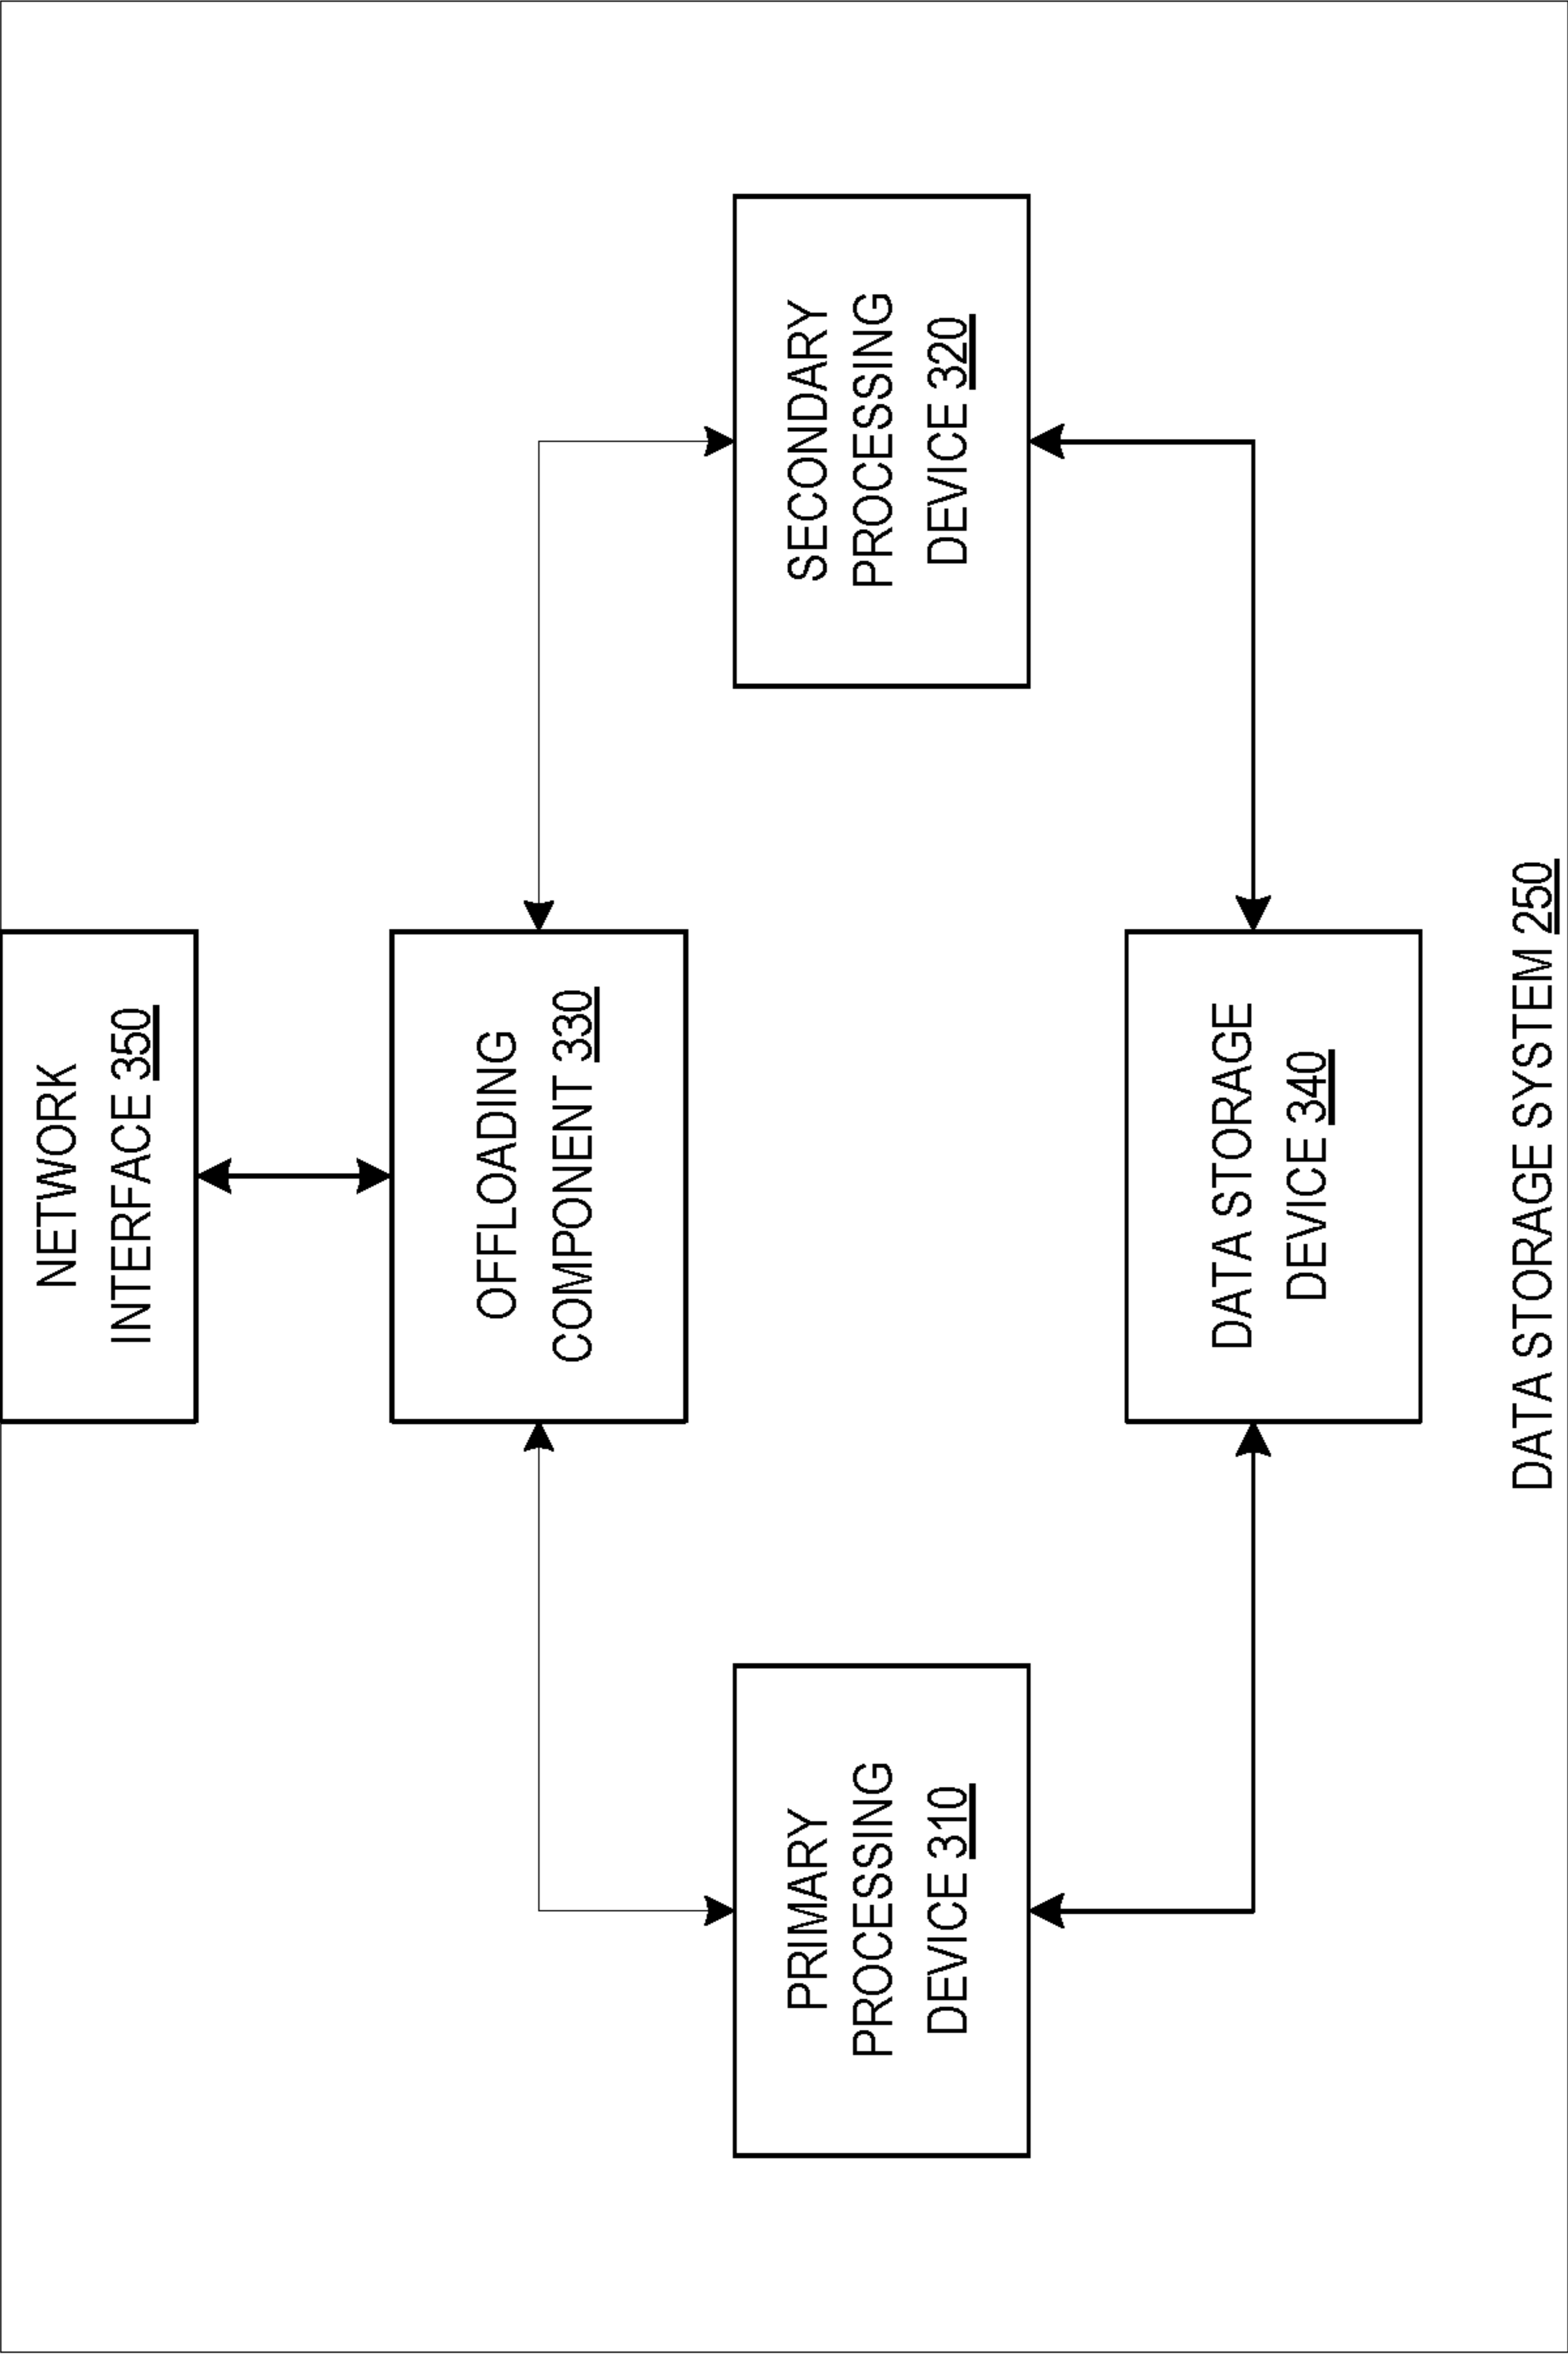 NETWORK
INTERFACE 350
OFFLOADING
COMPONENT 330
PRIMARY
PROCESSING
DEVICE 310
SECONDARY
PROCESSING
DEVICE 320
DATA STORAGE
DEVICE 340
DATA STORAGE SYSTEM 250